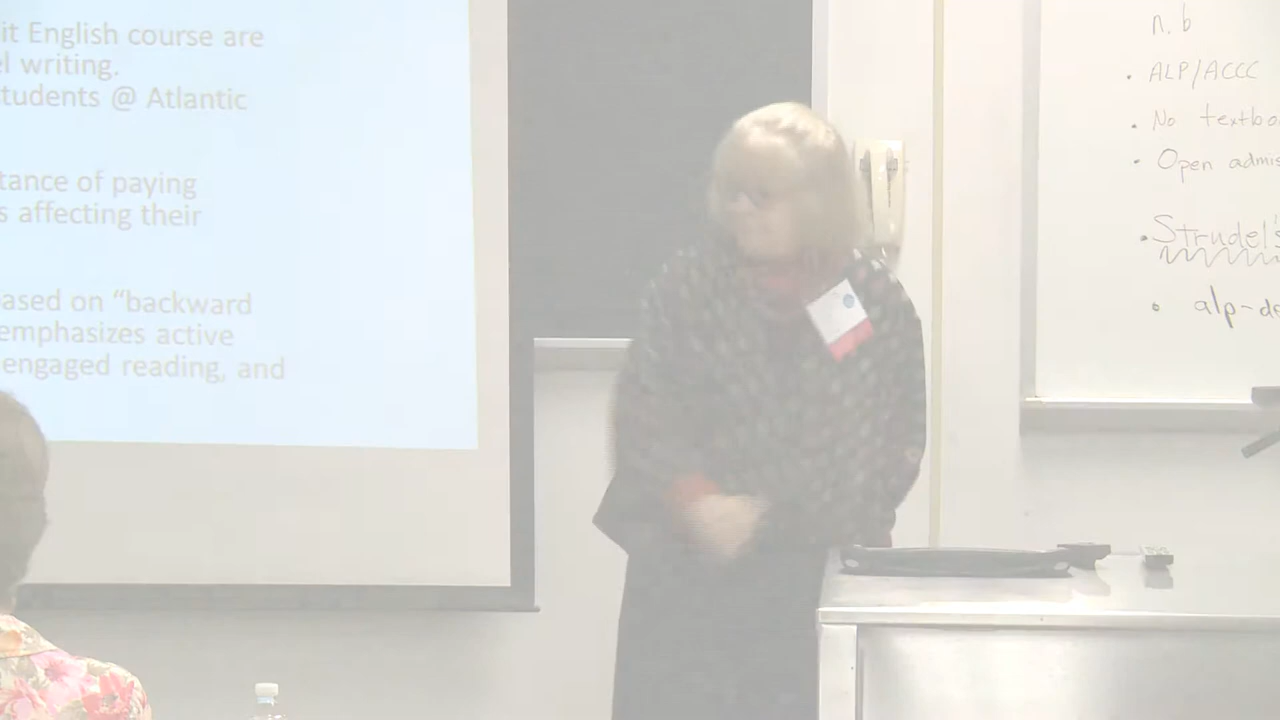 it English course are
el writing.
students @ Atlantic
tance of paying
s affecting their
based on “backward
emphasizes active
engaged reading, and
n.b
ALP/ACCC
No textbo
Open admis
Strudel's
alp-de